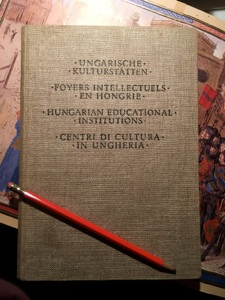 ·UNGARISCHE·
·KULTURSTÄTTEN·
·FOYERS INTELLECTUELS·
·EN HONGRIE·
·HUNGARIAN EDUCATIONAL·
·INSTITUTIONS·
·CENTRI DI CULTURA·
·IN UNGHERIA·